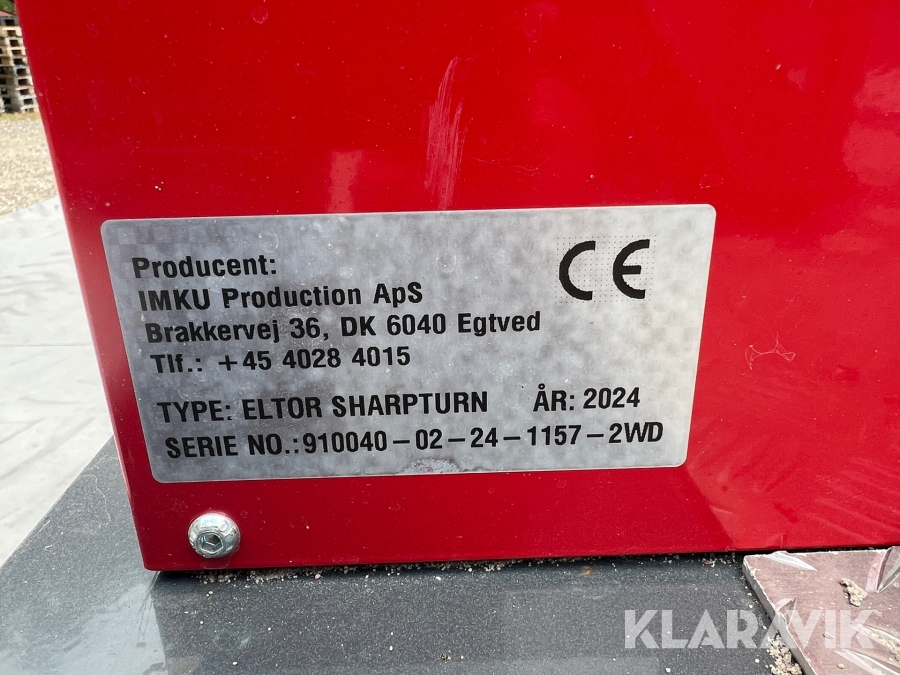 Producent:
IMKU Production ApS
Brakkervej 36, DK 6040 Egtved
Tlf.: +45 4028 4015
CE
TYPE: ELTOR SHARPTURN ÅR: 2024
SERIE NO.:910040-02-24-1157-2WD
KLARAVIK